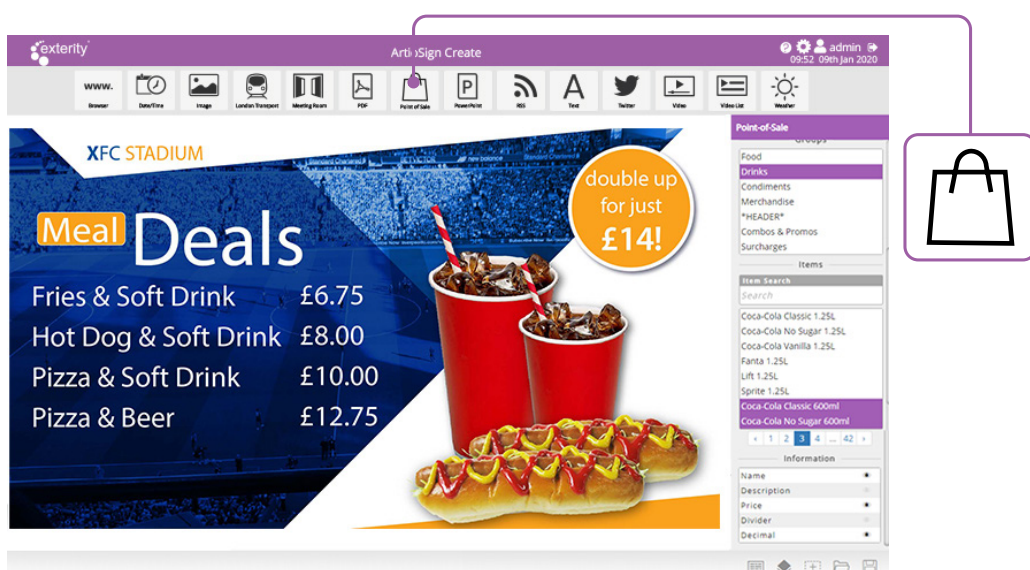 exterity
ArtioSign Create
admin
09:52 09th Jan 2020
www.
Browser
Date/Time
Image
London Transport
Meeting Room
PDF
Point of Sale
P
PowerPoint
RSS
A
Text
Twitter
Video
Video List
Weather
XFC STADIUM
double up
for just
£14!
Meal Deals
Fries & Soft Drink £6.75
Hot Dog & Soft Drink £8.00
Pizza & Soft Drink £10.00
Pizza & Beer £12.75
Point-of-Sale
Groups
Food
Drinks
Condiments
Merchandise
*HEADER*
Combos & Promos
Surcharges
Items
Item Search
Search
Coca-Cola Classic 1.25L
Coca-Cola No Sugar 1.25L
Coca-Cola Vanilla 1.25L
Fanta 1.25L
Lift 1.25L
Sprite 1.25L
Coca-Cola Classic 600ml
Coca-Cola No Sugar 600ml
‹ 1 2 3 4 ... 42 ›
Information
Name
Description
Price
Divider
Decimal